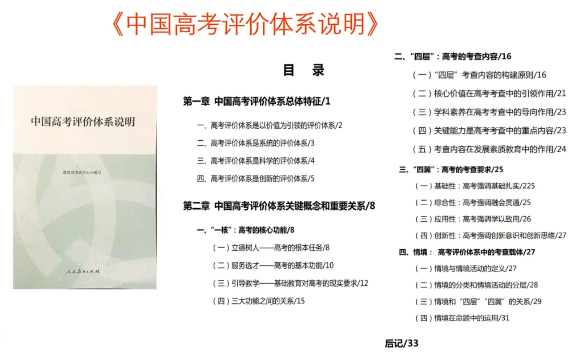 《中国高考评价体系说明》
中国高考评价体系说明
教育部考试中心编写
人民教育出版社
目 录
第一章 中国高考评价体系总体特征/1
一、高考评价体系是以价值为引领的评价体系/2
二、高考评价体系是系统的评价体系/3
三、高考评价体系是科学的评价体系/4
四、高考评价体系是创新的评价体系/5
第二章 中国高考评价体系关键概念和重要关系/8
一、“一核”：高考的核心功能/8
（一）立德树人——高考的根本任务/8
（二）服务选才——高考的基本功能/10
（三）引导教学——基础教育对高考的现实要求/12
（四）三大功能之间的关系/15
二、“四层”：高考的考查内容/16
（一）“四层”考查内容的构建原则/16
（二）核心价值在高考考查中的引领作用/21
（三）学科素养在高考考查中的导向作用/23
（四）关键能力是高考考查中的重点内容/23
（五）考查内容在发展素质教育中的作用/24
三、“四翼”：高考的考查要求/25
（一）基础性：高考强调基础扎实/225
（二）综合性：高考强调融会贯通/25
（三）应用性：高考强调学以致用/26
（四）创新性：高考强调创新意识和创新思维/27
四、情境：高考评价体系中的考查载体/27
（一）情境与情境活动的定义/27
（二）情境的分类和情境活动的分层/28
（三）情境和“四层”“四翼”的关系/29
（四）情境在命题中的运用/31
后记/33